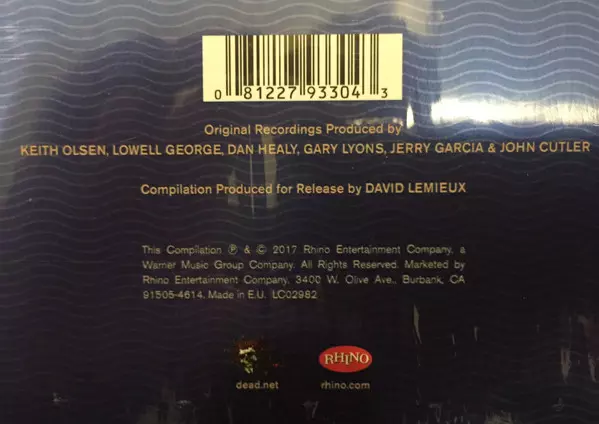 0 81227 93304 3
Original Recordings Produced by
KEITH OLSEN, LOWELL GEORGE, DAN HEALY, GARY LYONS, JERRY GARCIA & JOHN CUTLER
Compilation Produced for Release by DAVID LEMIEUX
This Compilation ℗ & © 2017 Rhino Entertainment Company, a
Warner Music Group Company. All Rights Reserved. Marketed by
Rhino Entertainment Company, 3400 W. Olive Ave., Burbank, CA
91505-4614. Made in E.U. LC02982
RHINO
dead.net rhino.com